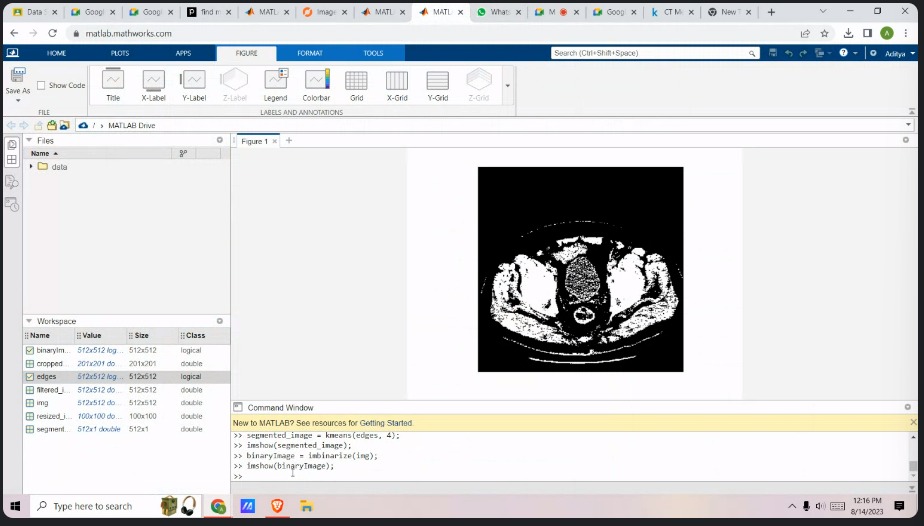 Data S
Googl
Googl
find m
MATL
Image
MATL
MATL
Whats
M
Googl
CT M
New T
matlab.mathworks.com
HOME PLOTS APPS FIGURE FORMAT TOOLS
Search (Ctrl+Shift+Space)
Aditya
Save As
Show Code
Title X-Label Y-Label Z-Label Legend Colorbar Grid X-Grid Y-Grid Z-Grid
FILE LABELS AND ANNOTATIONS
/ > MATLAB Drive
Files
Name
data
Figure 1
Workspace
Name Value Size Class
binaryIm... 512x512 log... 512x512 logical
cropped... 201x201 do... 201x201 double
edges 512x512 log... 512x512 logical
filtered_i... 512x512 do... 512x512 double
img 512x512 do... 512x512 double
resized_i... 100x100 do... 100x100 double
segment... 512x1 double 512x1 double
Command Window
New to MATLAB? See resources for Getting Started.
>> segmented_image = kmeans(edges, 4);
>> imshow(segmented_image);
>> binaryImage = imbinarize(img);
>> imshow(binaryImage);
>>
Type here to search
12:16 PM
8/14/2023